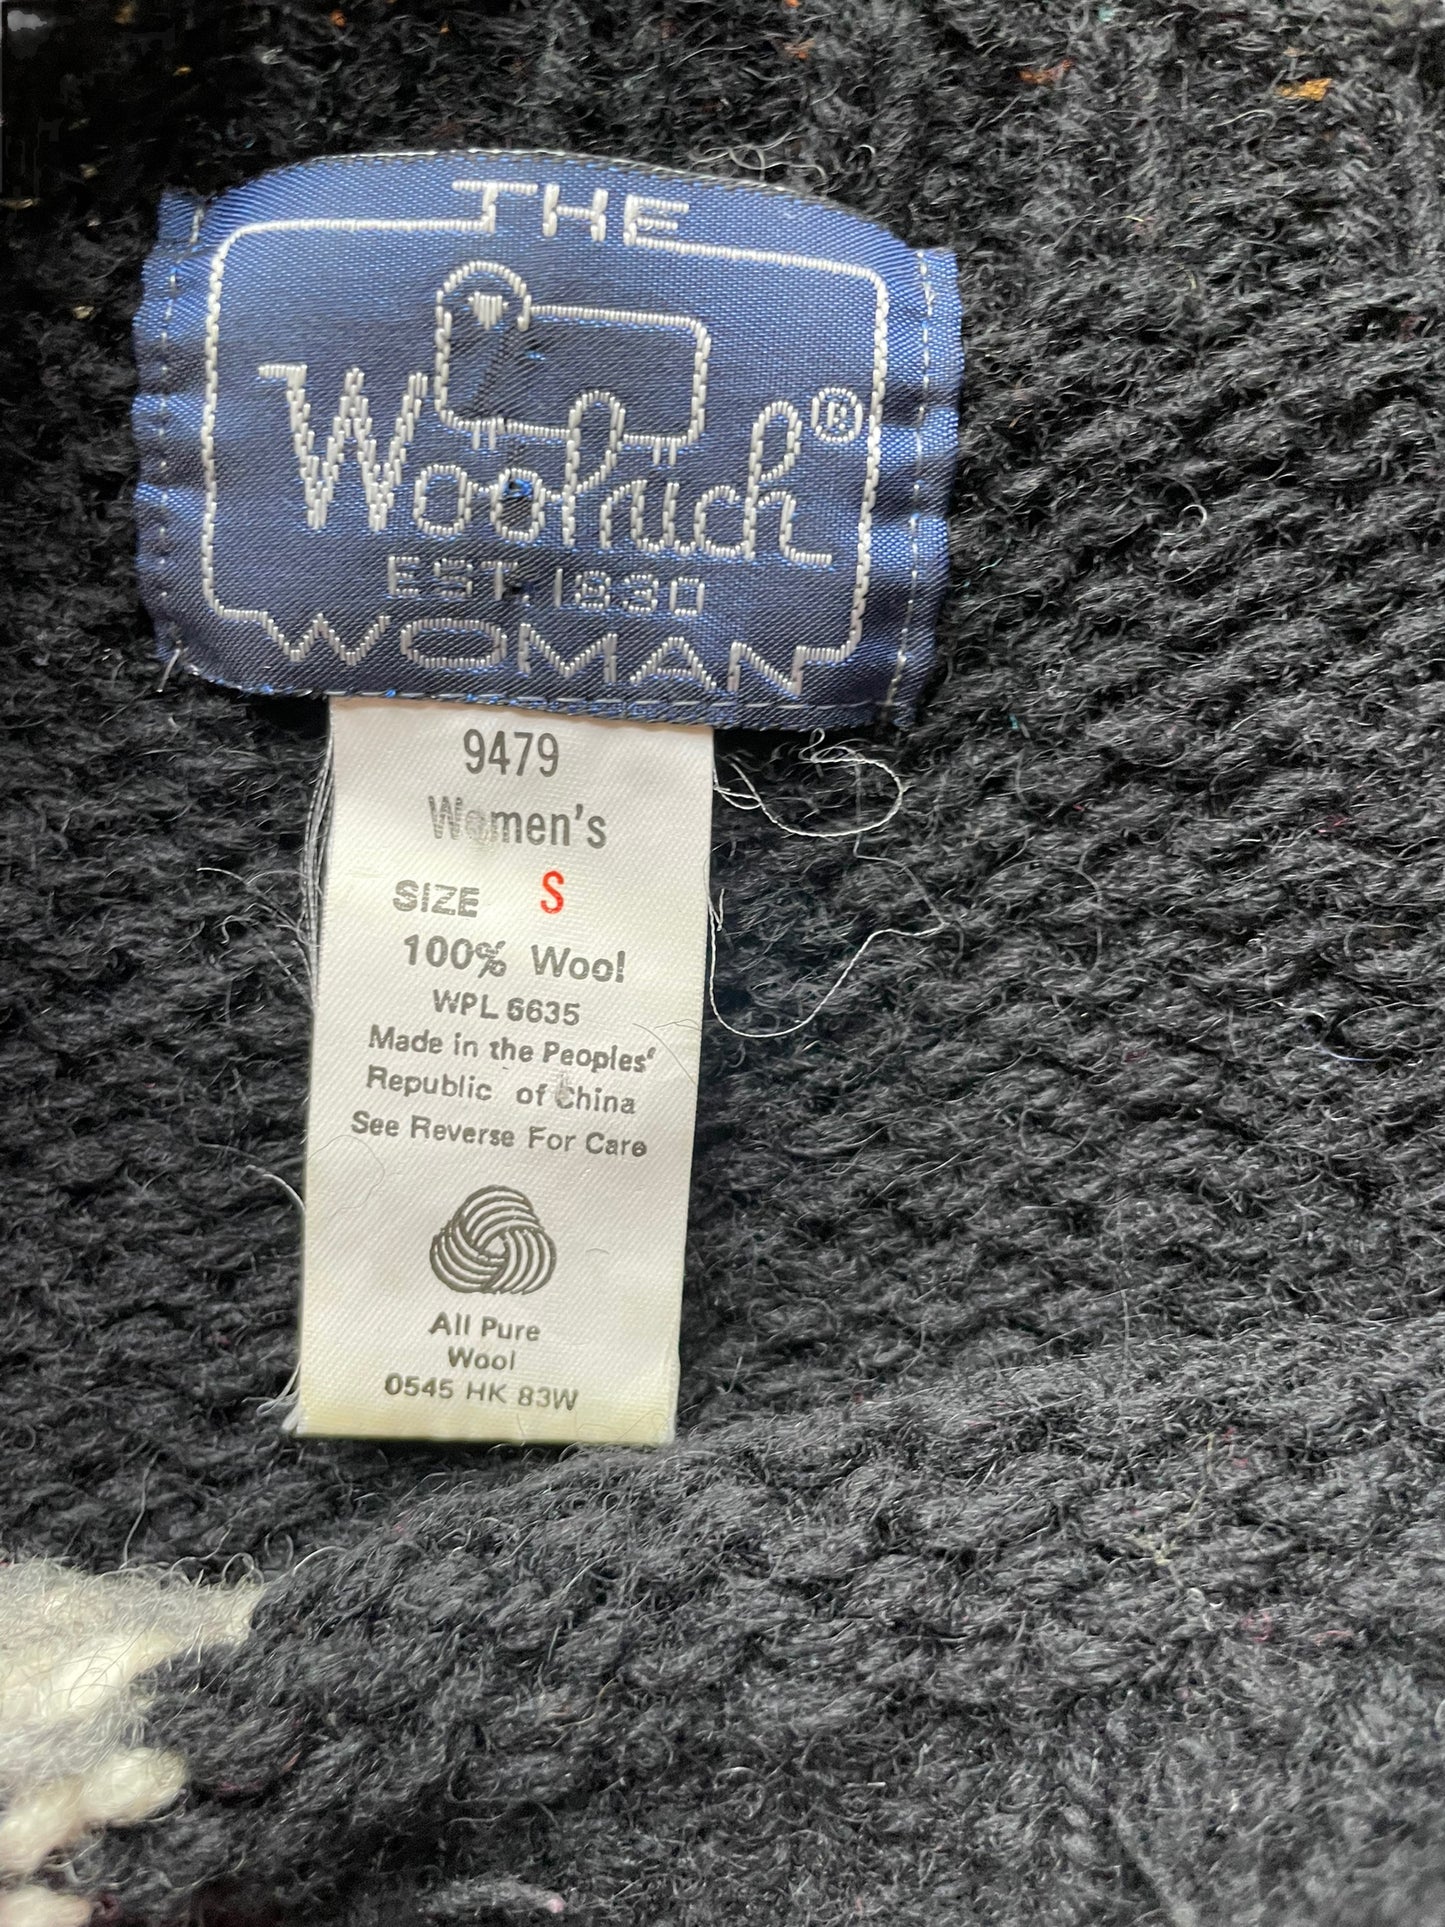 THE
Woolrich®
EST. 1830
WOMAN
9479
Women's
SIZE S
100% Wool
WPL 6635
Made in the Peoples'
Republic of China
See Reverse For Care
All Pure
Wool
0545 HK 83W